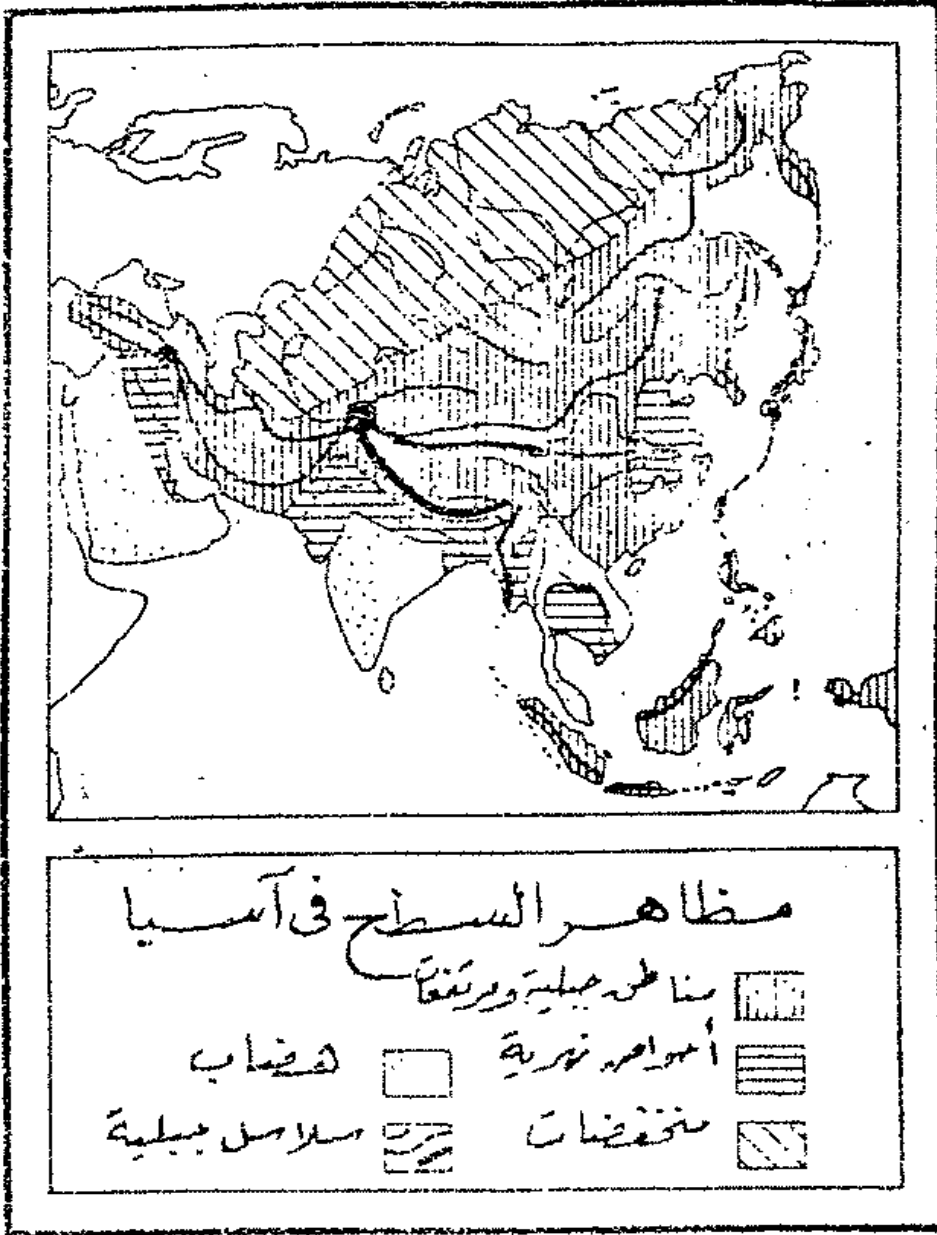 مظاهر السطح في آسيا
مناطق جبلية ومرتفعات
أحواض نهرية
هضاب
منخفضات
سلاسل جبلية